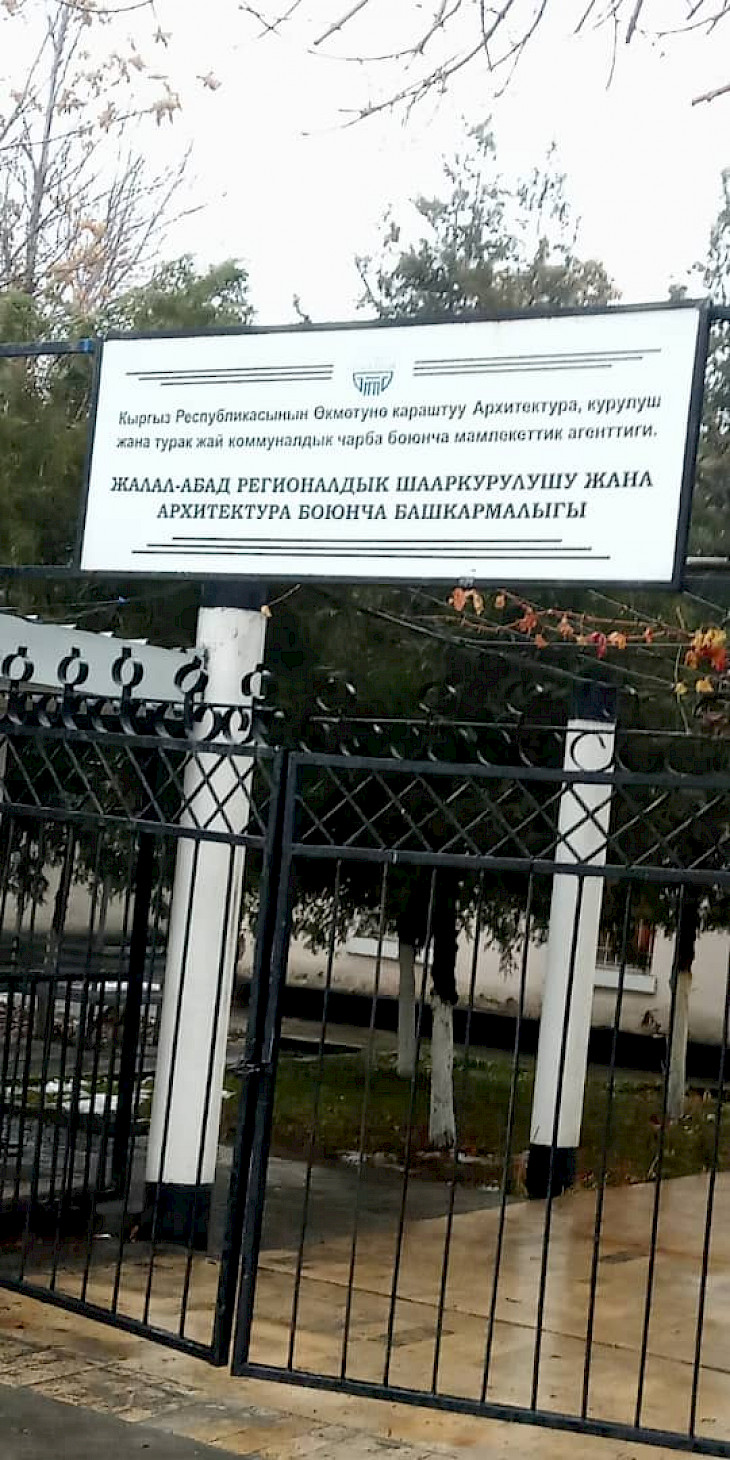 Кыргыз Республикасынын Өкмөтүнө караштуу Архитектура, курулуш
жана турак жай коммуналдык чарба боюнча мамлекеттик агенттиги.
ЖАЛАЛ-АБАД РЕГИОНАЛДЫК ШААРКУРУЛУШУ ЖАНА
АРХИТЕКТУРА БОЮНЧА БАШКАРМАЛЫГЫ